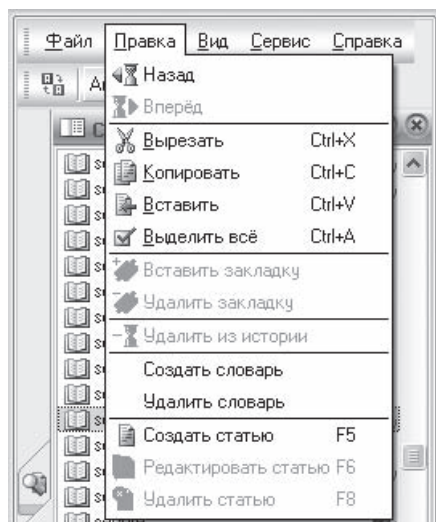 Файл Правка Вид Сервис Справка
Назад
Вперёд
Вырезать Ctrl+X
Копировать Ctrl+C
Вставить Ctrl+V
Выделить всё Ctrl+A
Вставить закладку
Удалить закладку
Удалить из истории
Создать словарь
Удалить словарь
Создать статью F5
Редактировать статью F6
Удалить статью F8